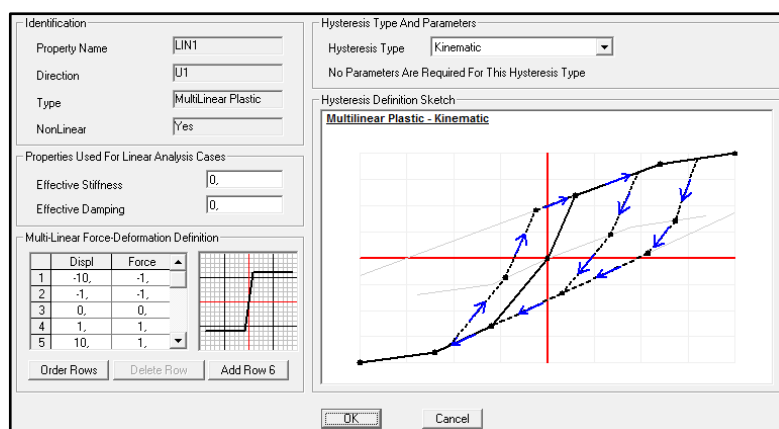 Identification
Property Name LIN1
Direction U1
Type MultiLinear Plastic
NonLinear Yes
Properties Used For Linear Analysis Cases
Effective Stiffness 0,
Effective Damping 0,
Multi-Linear Force-Deformation Definition
Displ Force
1 -10, -1,
2 -1, -1,
3 0, 0,
4 1, 1,
5 10, 1,
Order Rows Delete Row Add Row 6
Hysteresis Type And Parameters
Hysteresis Type Kinematic
No Parameters Are Required For This Hysteresis Type
Hysteresis Definition Sketch
Multilinear Plastic - Kinematic
OK Cancel